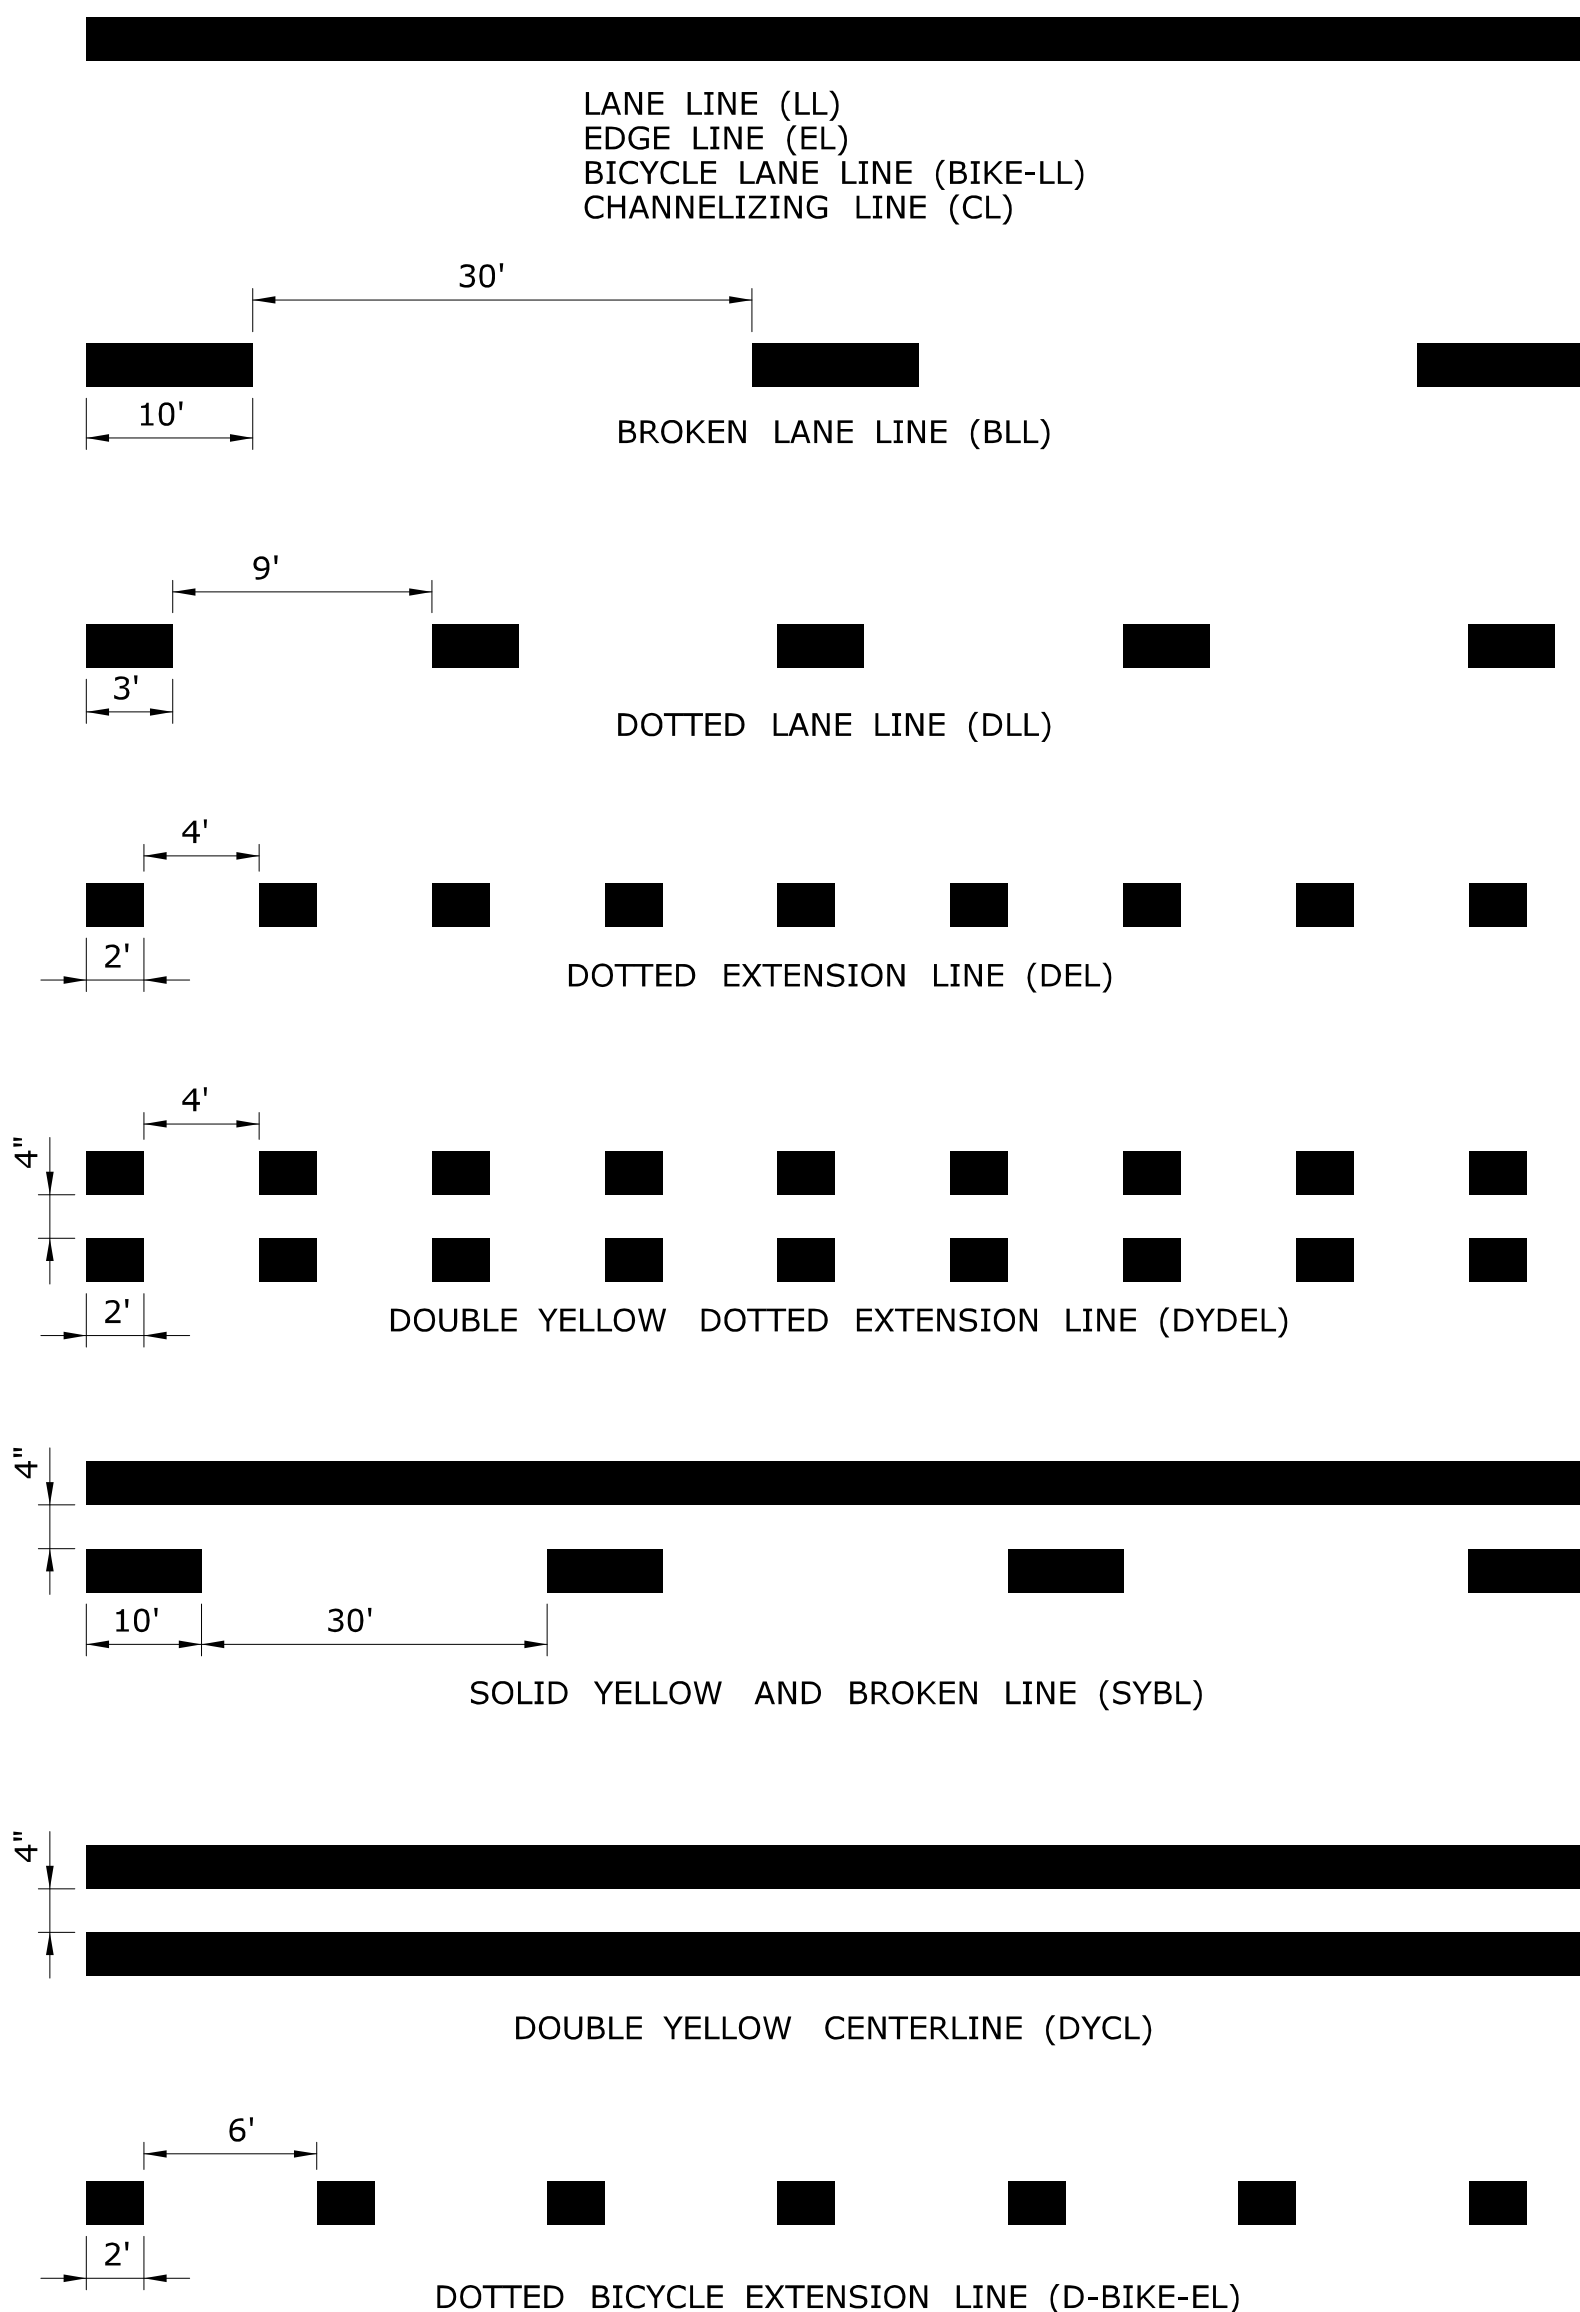 LANE LINE (LL)
EDGE LINE (EL)
BICYCLE LANE LINE (BIKE-LL)
CHANNELIZING LINE (CL)
30'
10'
BROKEN LANE LINE (BLL)
9'
3'
DOTTED LANE LINE (DLL)
4'
2'
DOTTED EXTENSION LINE (DEL)
4'
4"
2'
DOUBLE YELLOW DOTTED EXTENSION LINE (DYDEL)
4"
10' 30'
SOLID YELLOW AND BROKEN LINE (SYBL)
4"
DOUBLE YELLOW CENTERLINE (DYCL)
6'
2'
DOTTED BICYCLE EXTENSION LINE (D-BIKE-EL)